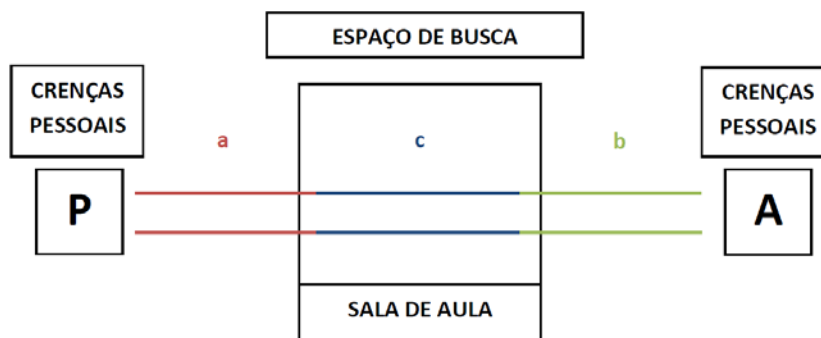 ESPAÇO DE BUSCA
CRENÇAS
PESSOAIS
CRENÇAS
PESSOAIS
a
c
b
P
A
SALA DE AULA